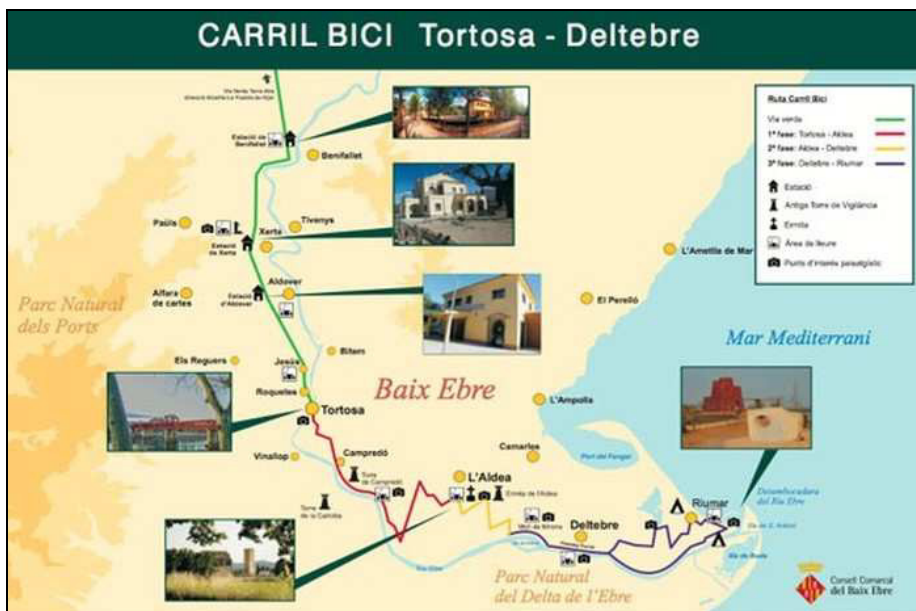 CARRIL BICI Tortosa - Deltebre
Ruta Carril Bici
Via verda
1ª fase: Tortosa - Aldea
2ª fase: Aldea - Deltebre
3ª fase: Deltebre - Riumar
Estació
Antiga Torre de Vigilància
Ermita
Àrea de lleure
Punts d'interès paisatgístic
Estació de
Benifallet
Benifallet
Paüls
Tivenys
Xerta
Estació
de Xerta
L'Ametlla de Mar
Aldover
Estació
d'Aldover
Alfara
de carles
El Perelló
Parc Natural
dels Ports
Mar Mediterrani
Bítem
Els Reguers
Jesús
Roquetes
Baix Ebre
Tortosa
L'Ampolla
Camarles
Vinallop
Campredó
Torre
de Campredó
L'Aldea
Ermita de l'Aldea
Port del Fangar
Torre
de la Candela
Desembocadura
del Riu Ebre
Riumar
Deltebre
Riu Ebre
Illa de Buda
Parc Natural
del Delta de l'Ebre
Consell Comarcal
del Baix Ebre